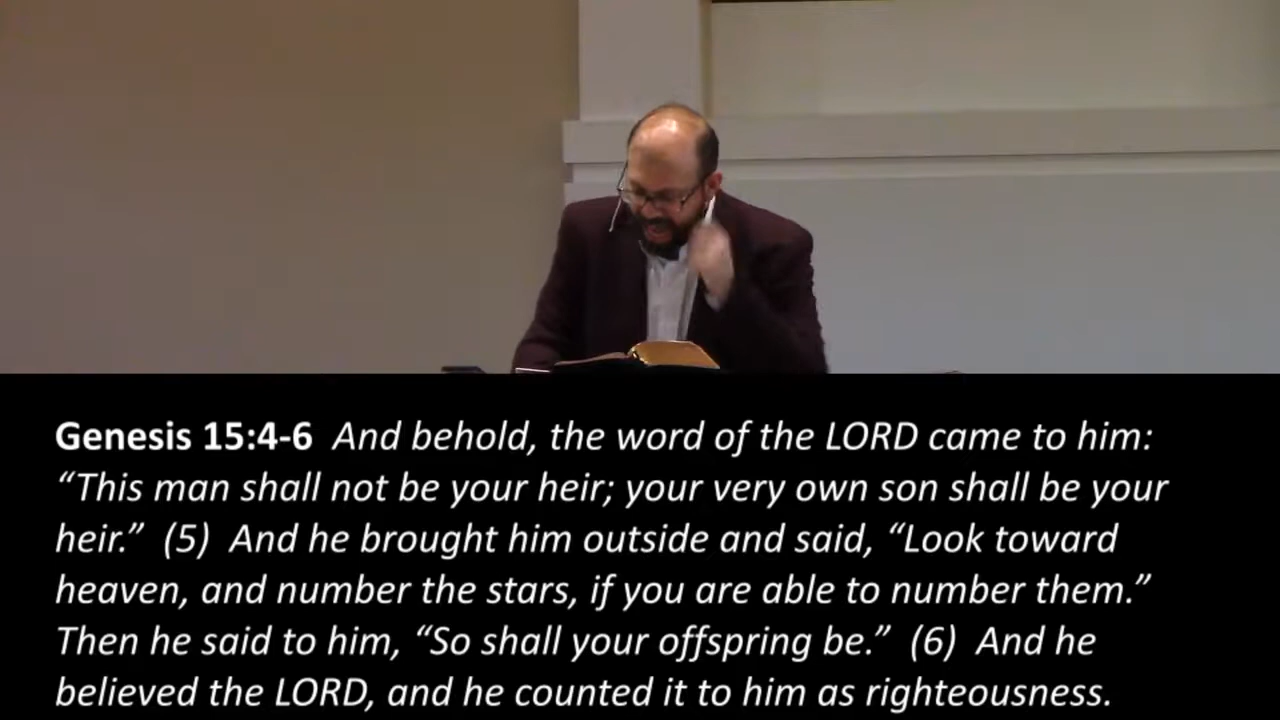 Genesis 15:4-6  And behold, the word of the LORD came to him:
“This man shall not be your heir; your very own son shall be your
heir.”  (5)  And he brought him outside and said, “Look toward
heaven, and number the stars, if you are able to number them.”
Then he said to him, “So shall your offspring be.”  (6)  And he
believed the LORD, and he counted it to him as righteousness.